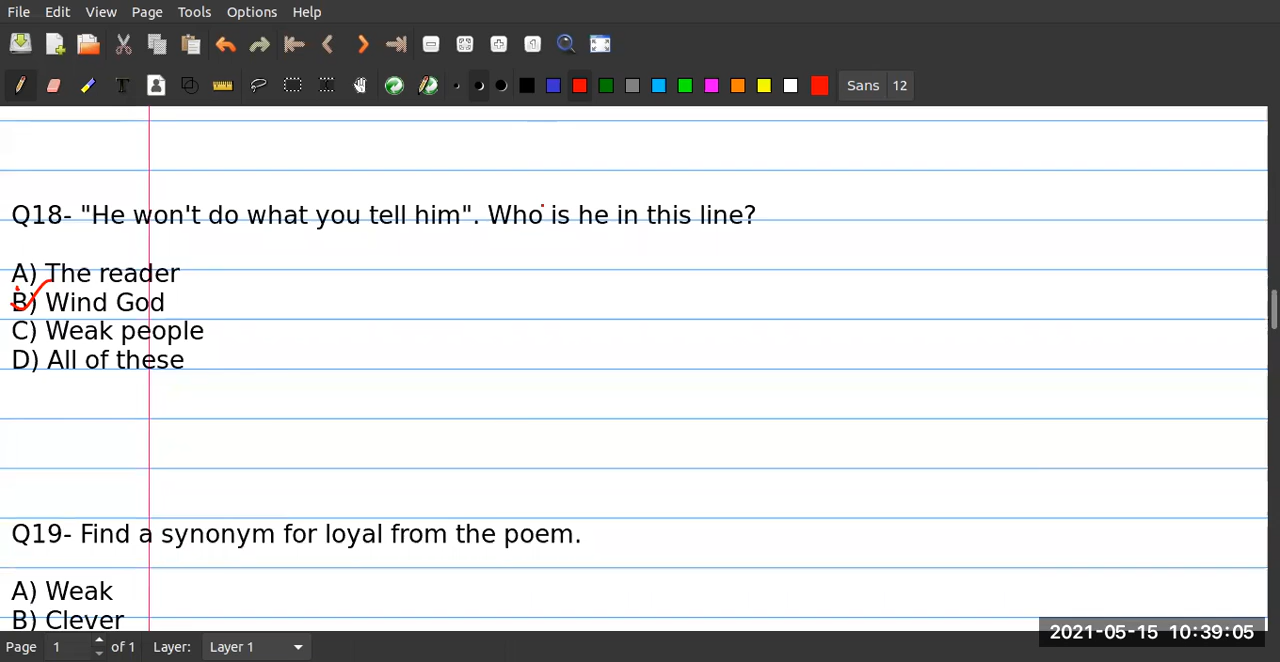 File Edit View Page Tools Options Help
Sans 12
Q18- "He won't do what you tell him". Who is he in this line?
A) The reader
B) Wind God
C) Weak people
D) All of these
Q19- Find a synonym for loyal from the poem.
A) Weak
B) Clever
2021-05-15 10:39:05
Page 1 of 1 Layer: Layer 1